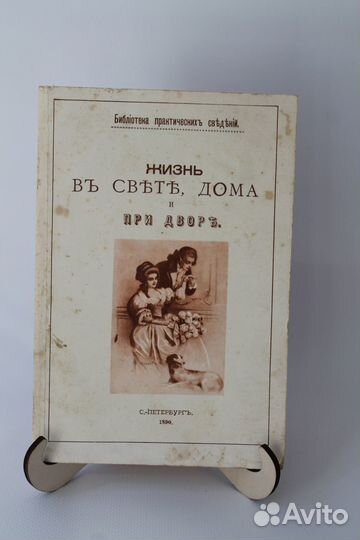 Библіотека практическихъ свѣдѣній.
ЖИЗНЬ
ВЪ СВѢТѢ, ДОМА
И
ПРИ ДВОРѢ.
С.-ПЕТЕРБУРГЪ.
1890.
Avito